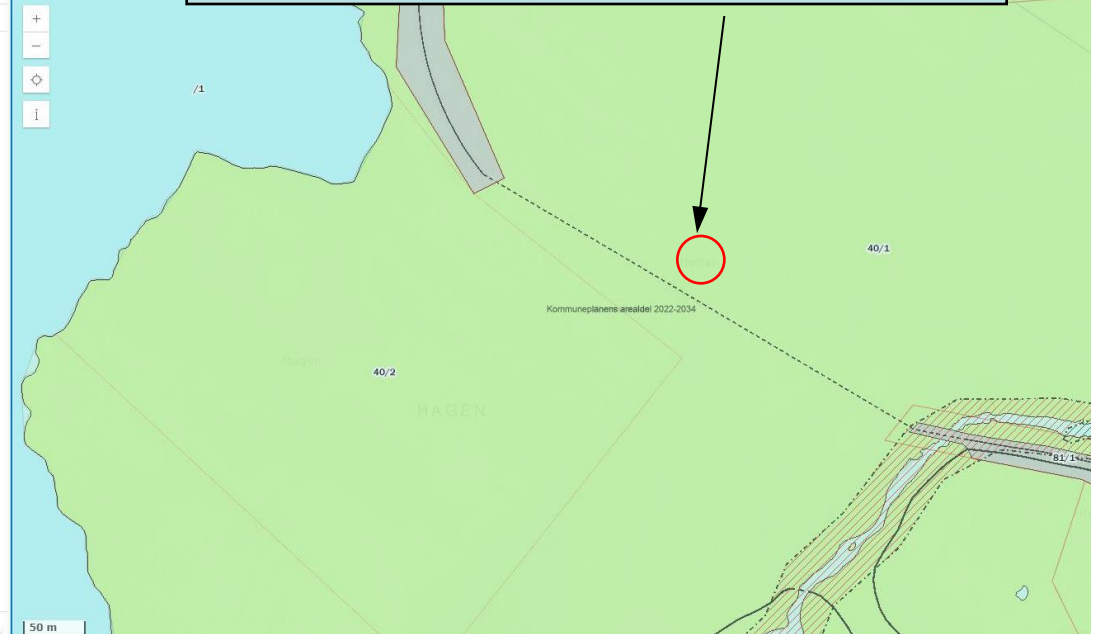 +
−
i
/1
40/1
Kommuneplanens arealdel 2022-2034
Hagen
40/2
HAGEN
81/1
50 m